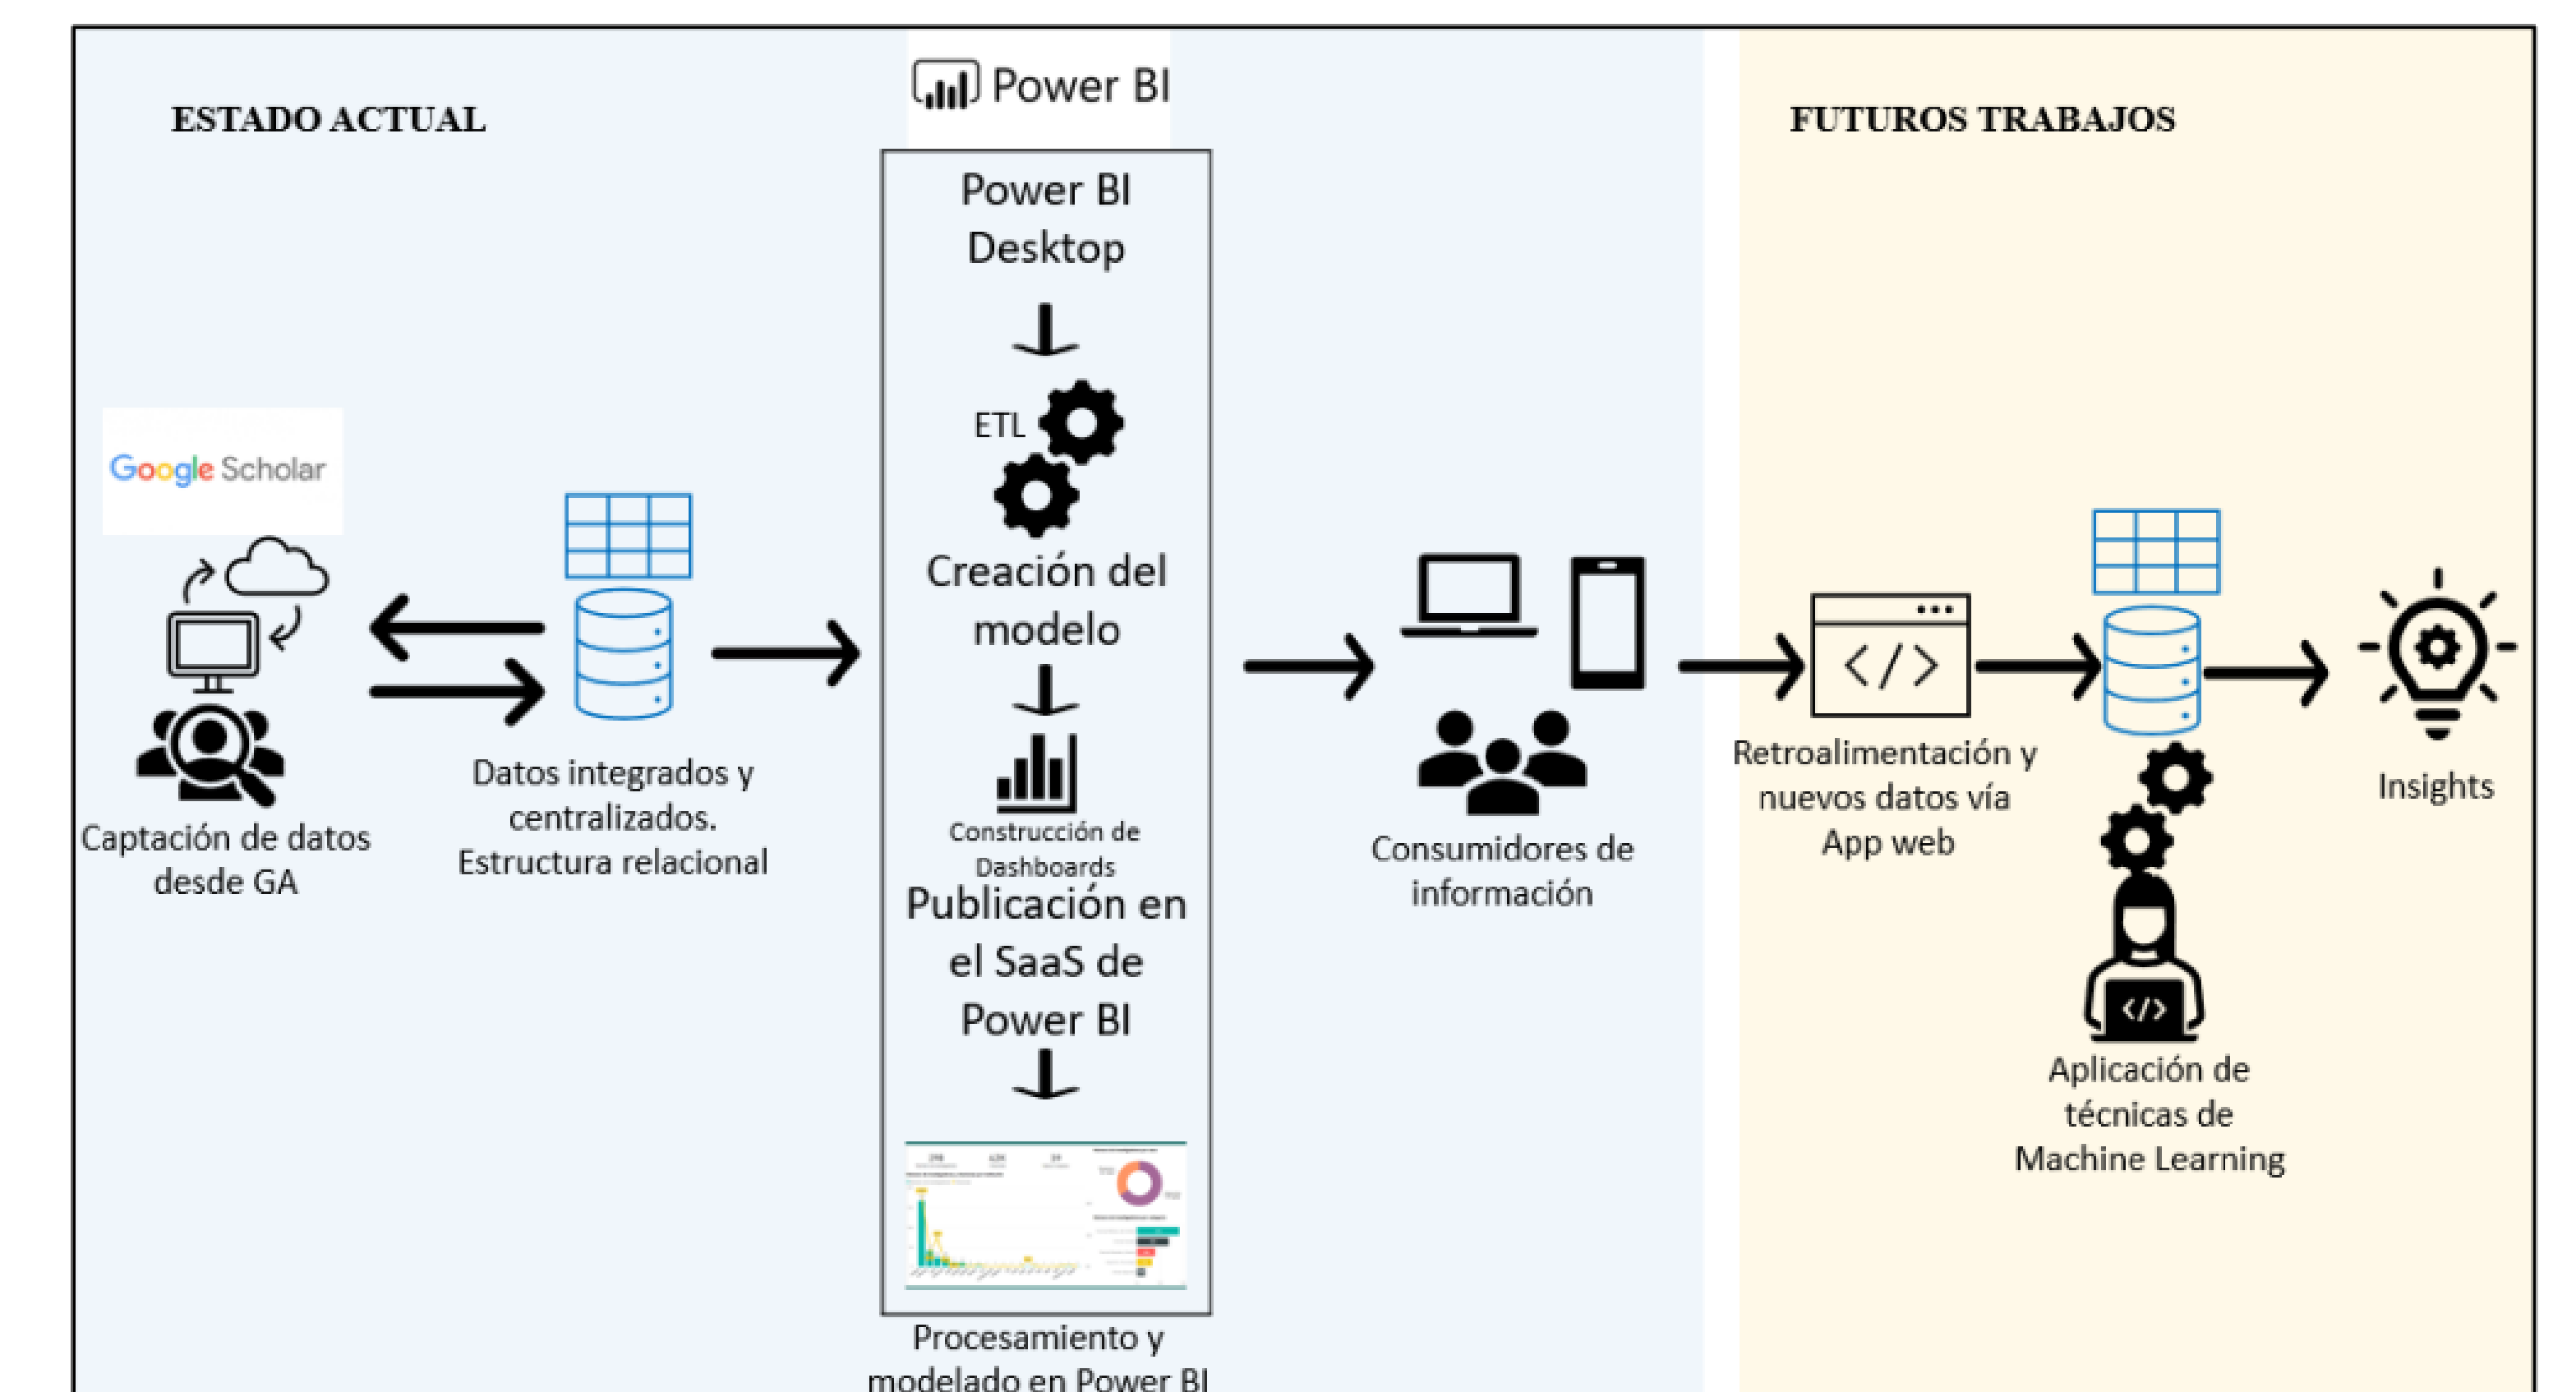 ESTADO ACTUAL
Power BI
FUTUROS TRABAJOS
Power BI
Desktop
ETL
Creación del
modelo
Construcción de
Dashboards
Publicación en
el SaaS de
Power BI
Procesamiento y
modelado en Power BI
Google Scholar
Captación de datos
desde GA
Datos integrados y
centralizados.
Estructura relacional
Consumidores de
información
</>
Retroalimentación y
nuevos datos vía
App web
</>
Aplicación de
técnicas de
Machine Learning
Insights